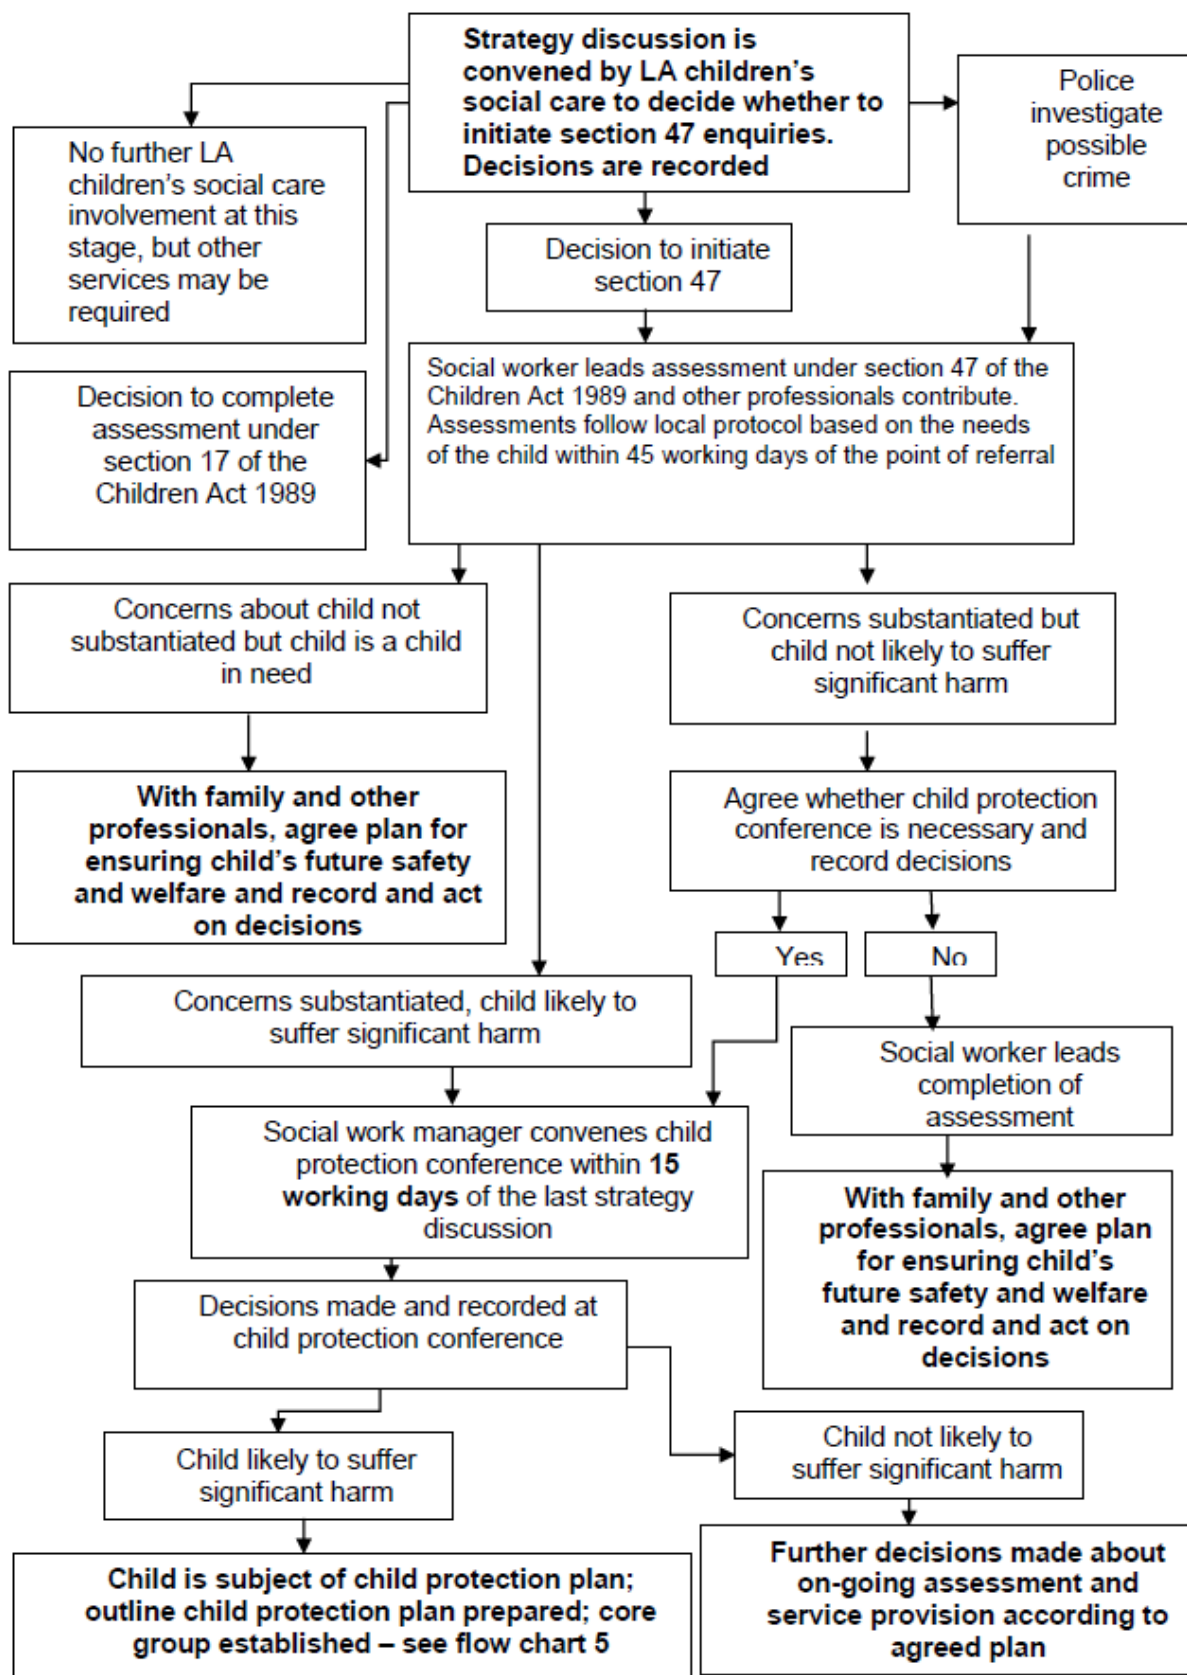 Strategy discussion is
convened by LA children's
social care to decide whether to
initiate section 47 enquiries.
Decisions are recorded
Police
investigate
possible
crime
No further LA
children's social care
involvement at this
stage, but other
services may be
required
Decision to initiate
section 47
Decision to complete
assessment under
section 17 of the
Children Act 1989
Social worker leads assessment under section 47 of the
Children Act 1989 and other professionals contribute.
Assessments follow local protocol based on the needs
of the child within 45 working days of the point of referral
Concerns about child not
substantiated but child is a child
in need
Concerns substantiated but
child not likely to suffer
significant harm
With family and other
professionals, agree plan for
ensuring child's future safety
and welfare and record and act
on decisions
Agree whether child protection
conference is necessary and
record decisions
Yes
No
Concerns substantiated, child likely to
suffer significant harm
Social worker leads
completion of
assessment
Social work manager convenes child
protection conference within 15
working days of the last strategy
discussion
With family and other
professionals, agree plan
for ensuring child's
future safety and welfare
and record and act on
decisions
Decisions made and recorded at
child protection conference
Child likely to suffer
significant harm
Child not likely to
suffer significant harm
Child is subject of child protection plan;
outline child protection plan prepared; core
group established – see flow chart 5
Further decisions made about
on-going assessment and
service provision according to
agreed plan